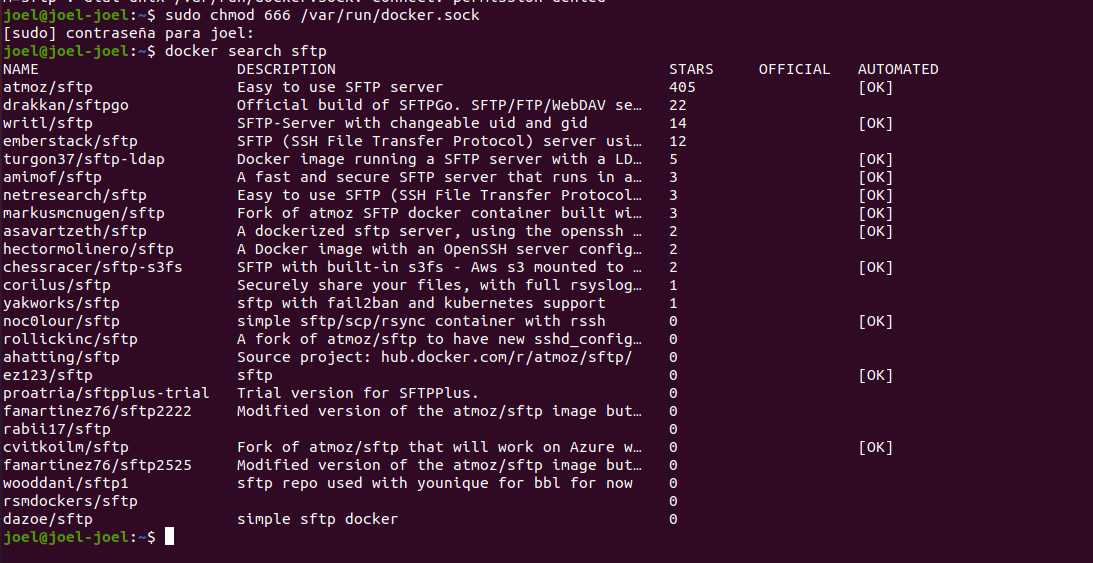 joel@joel-joel:~$ sudo chmod 666 /var/run/docker.sock
[sudo] contraseña para joel:
joel@joel-joel:~$ docker search sftp
NAME DESCRIPTION STARS OFFICIAL AUTOMATED
atmoz/sftp Easy to use SFTP server 405 [OK]
drakkan/sftpgo Official build of SFTPGo. SFTP/FTP/WebDAV se… 22
writl/sftp SFTP-Server with changeable uid and gid 14 [OK]
emberstack/sftp SFTP (SSH File Transfer Protocol) server usi… 12
turgon37/sftp-ldap Docker image running a SFTP server with a LD… 5 [OK]
amimof/sftp A fast and secure SFTP server that runs in a… 3 [OK]
netresearch/sftp Easy to use SFTP (SSH File Transfer Protocol… 3 [OK]
markusmcnugen/sftp Fork of atmoz SFTP docker container built wi… 3 [OK]
asavartzeth/sftp A dockerized sftp server, using the openssh … 2 [OK]
hectormolinero/sftp A Docker image with an OpenSSH server config… 2
chessracer/sftp-s3fs SFTP with built-in s3fs - Aws s3 mounted to … 2 [OK]
corilus/sftp Securely share your files, with full rsyslog… 1
yakworks/sftp sftp with fail2ban and kubernetes support 1
noc0lour/sftp simple sftp/scp/rsync container with rssh 0 [OK]
rollickinc/sftp A fork of atmoz/sftp to have new sshd_config… 0
ahatting/sftp Source project: hub.docker.com/r/atmoz/sftp/ 0
ez123/sftp sftp 0 [OK]
proatria/sftpplus-trial Trial version for SFTPPlus. 0
famartinez76/sftp2222 Modified version of the atmoz/sftp image but… 0
rabii17/sftp 0
cvitkoilm/sftp Fork of atmoz/sftp that will work on Azure w… 0 [OK]
famartinez76/sftp2525 Modified version of the atmoz/sftp image but… 0
wooddani/sftp1 sftp repo used with younique for bbl for now 0
rsmdockers/sftp 0
dazoe/sftp simple sftp docker 0
joel@joel-joel:~$